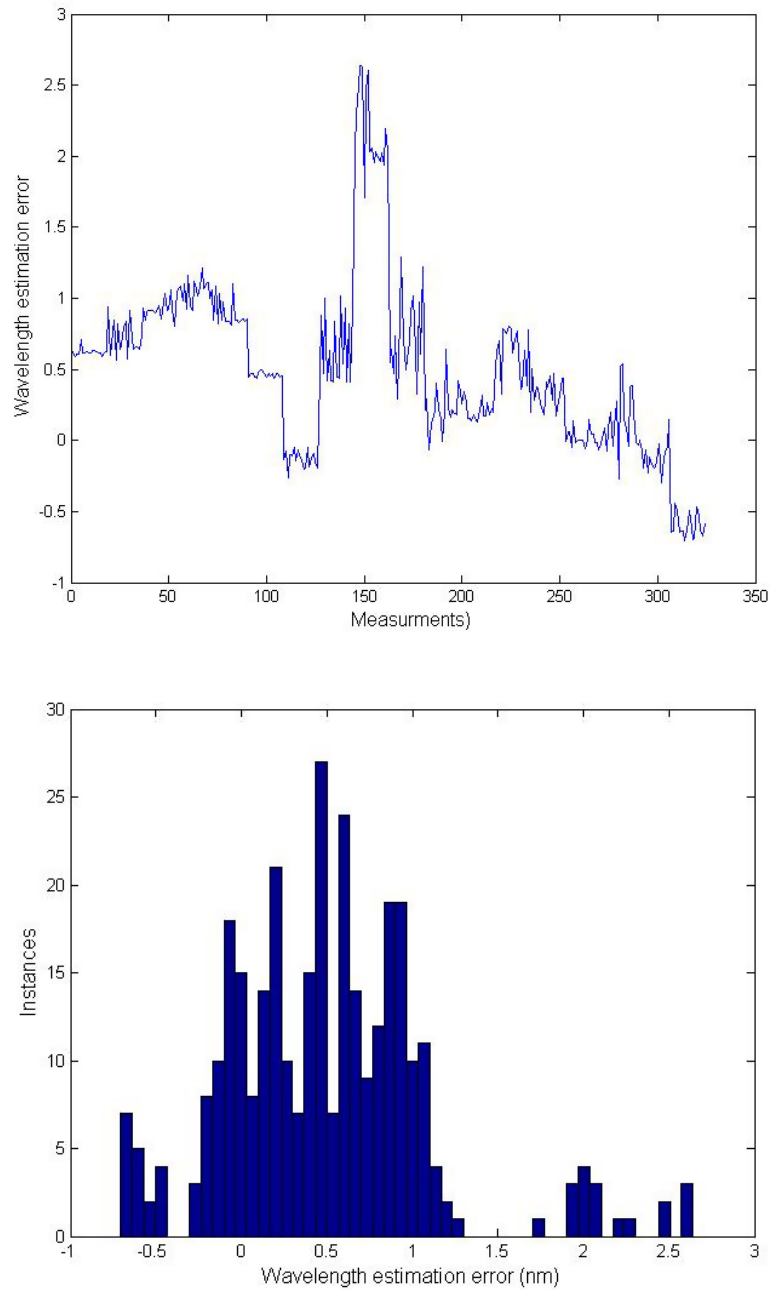 3
2.5
2
1.5
1
0.5
0
-0.5
-1
Wavelength estimation error
0 50 100 150 200 250 300 350
Measurments)
30
25
20
15
10
5
0
Instances
-1 -0.5 0 0.5 1 1.5 2 2.5 3
Wavelength estimation error (nm)